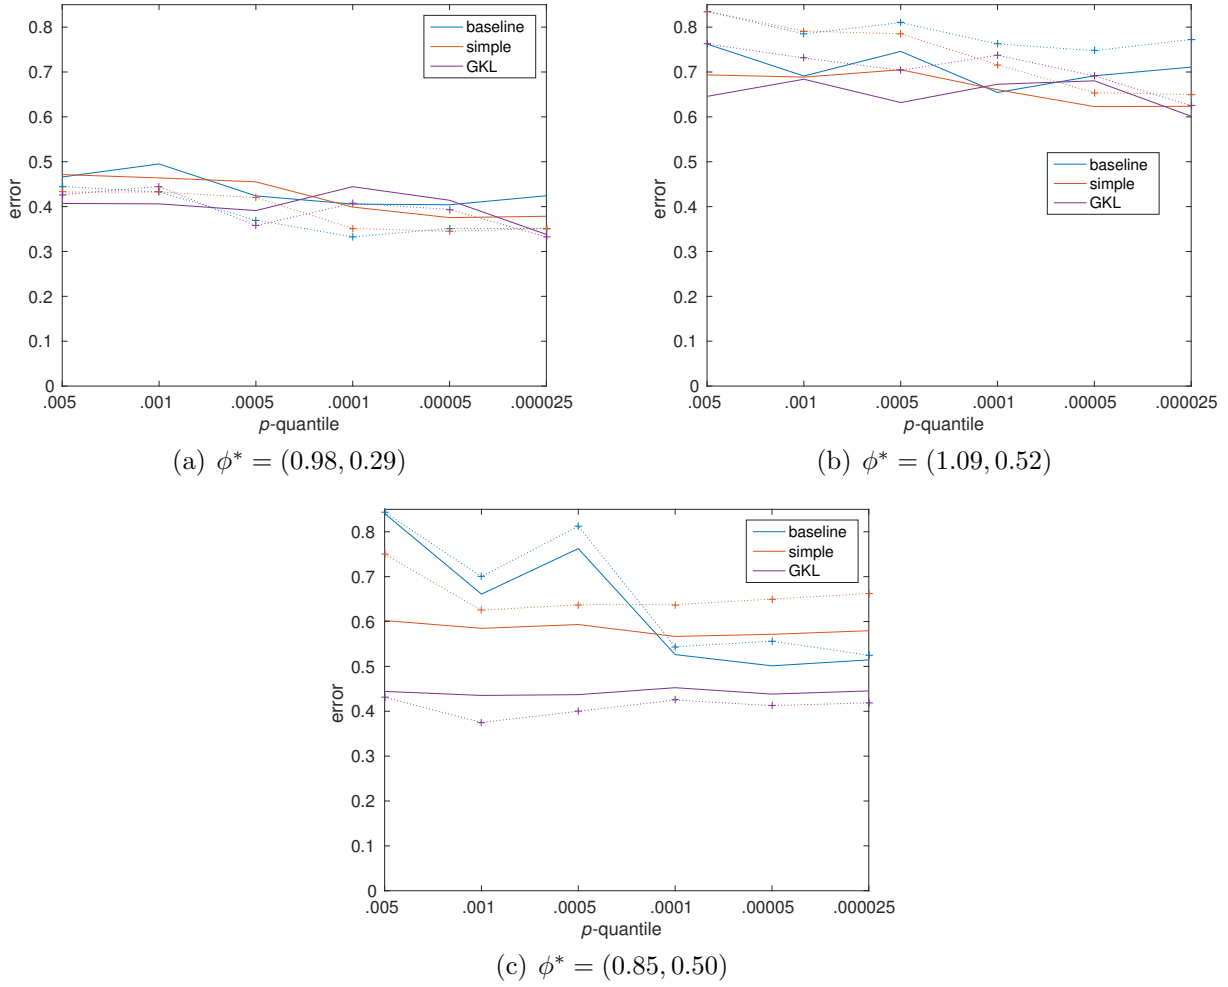 0.8
0.7
0.6
0.5
0.4
0.3
0.2
0.1
0
error
baseline
simple
GKL
.005 .001 .0005 .0001 .00005 .000025
p-quantile
(a) ϕ* = (0.98, 0.29)
0.8
0.7
0.6
0.5
0.4
0.3
0.2
0.1
0
error
baseline
simple
GKL
.005 .001 .0005 .0001 .00005 .000025
p-quantile
(b) ϕ* = (1.09, 0.52)
0.8
0.7
0.6
0.5
0.4
0.3
0.2
0.1
0
error
baseline
simple
GKL
.005 .001 .0005 .0001 .00005 .000025
p-quantile
(c) ϕ* = (0.85, 0.50)